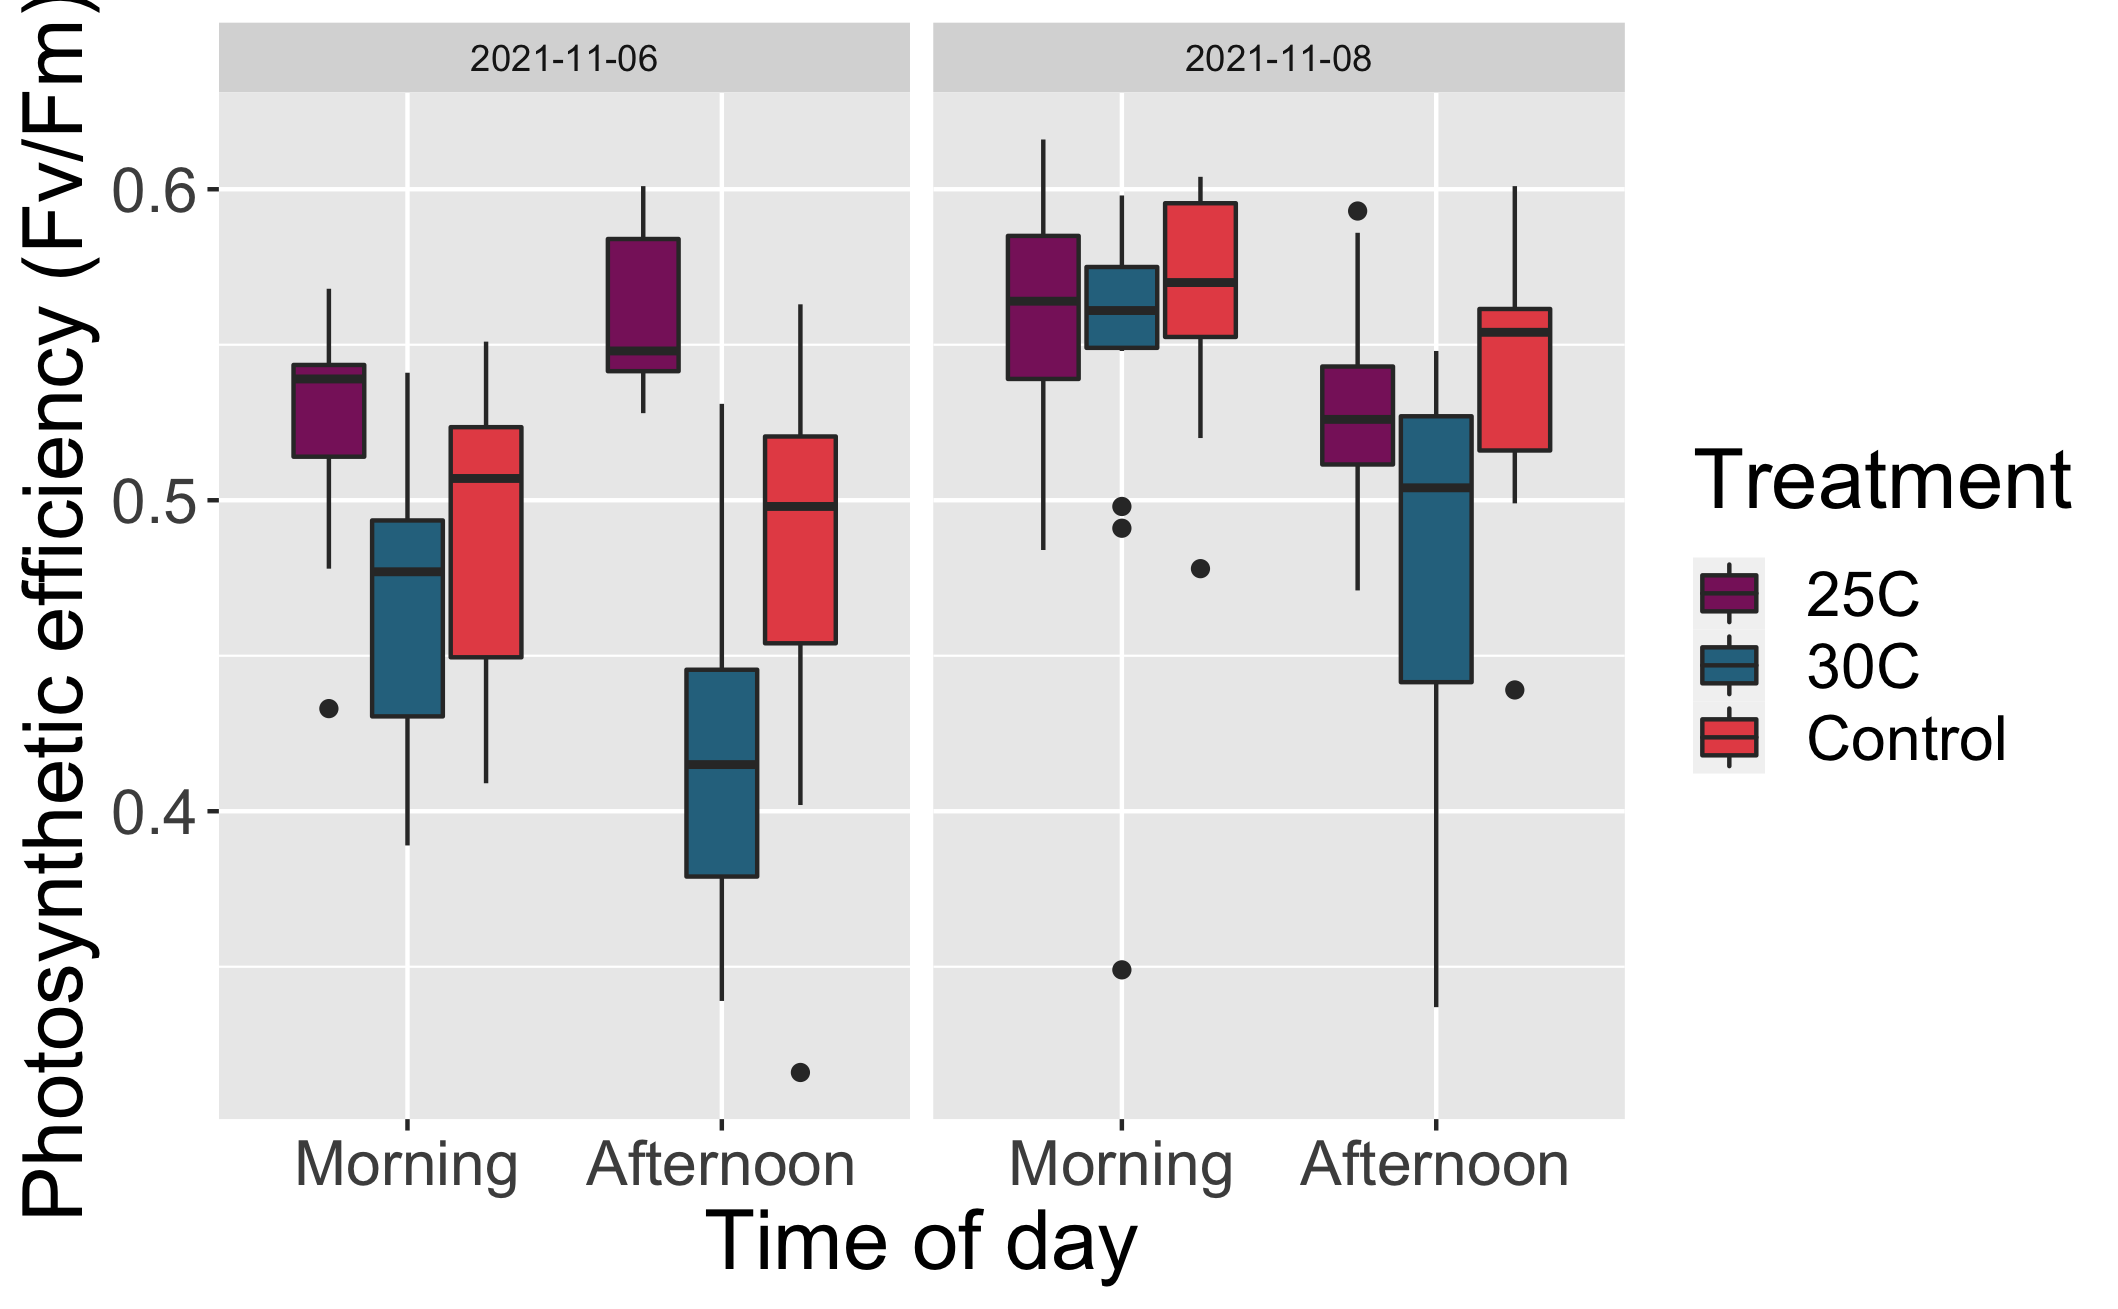 2021-11-06
2021-11-08
Photosynthetic efficiency (Fv/Fm)
0.6
0.5
0.4
Morning
Afternoon
Morning
Afternoon
Time of day
Treatment
25C
30C
Control